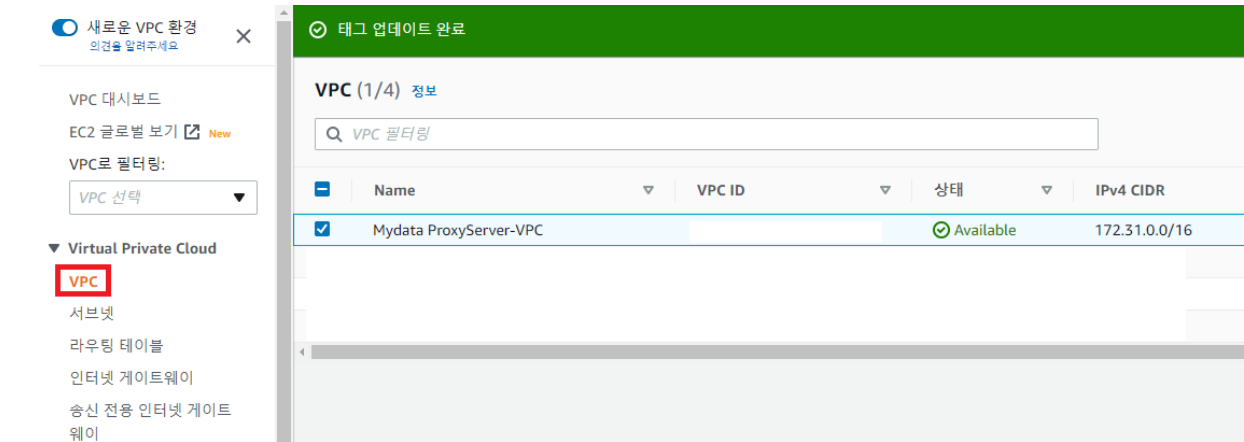 새로운 VPC 환경
의견을 알려주세요
VPC 대시보드
EC2 글로벌 보기 New
VPC로 필터링:
VPC 선택
Virtual Private Cloud
VPC
서브넷
라우팅 테이블
인터넷 게이트웨이
송신 전용 인터넷 게이트
웨이
태그 업데이트 완료
VPC (1/4) 정보
VPC 필터링
Name VPC ID 상태 IPv4 CIDR
Mydata ProxyServer-VPC Available 172.31.0.0/16